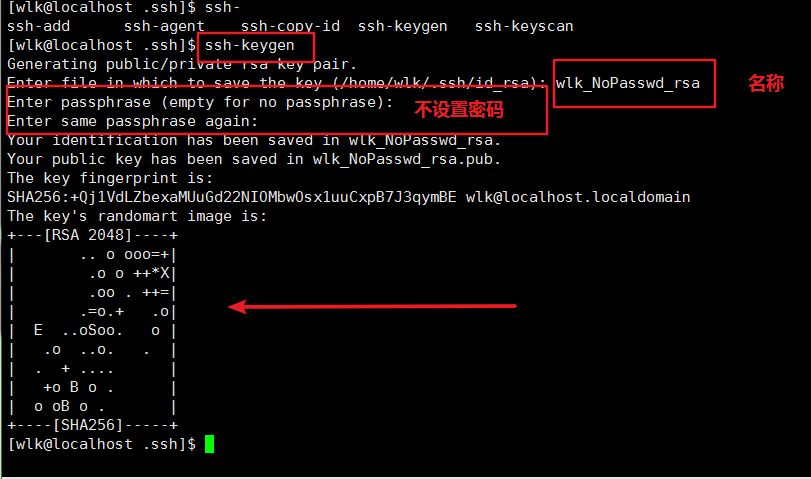 [wlk@localhost .ssh]$ ssh-
ssh-add      ssh-agent    ssh-copy-id  ssh-keygen   ssh-keyscan
[wlk@localhost .ssh]$ ssh-keygen
Generating public/private rsa key pair.
Enter file in which to save the key (/home/wlk/.ssh/id_rsa): wlk_NoPasswd_rsa 名称
Enter passphrase (empty for no passphrase): 不设置密码
Enter same passphrase again:
Your identification has been saved in wlk_NoPasswd_rsa.
Your public key has been saved in wlk_NoPasswd_rsa.pub.
The key fingerprint is:
SHA256:+Qj1VdLZbexaMUuGd22NIOMbwOsx1uuCxpB7J3qymBE wlk@localhost.localdomain
The key's randomart image is:
+---[RSA 2048]----+
|       .. o ooo=+|
|        .o o ++*X|
|        .oo . ++=|
|       .=o.+   .o|
|  E  ..oSoo.   o |
|   .o  ..o.   .  |
|  .  + ....      |
|   +o B o .      |
|  o oB o .       |
+----[SHA256]-----+
[wlk@localhost .ssh]$